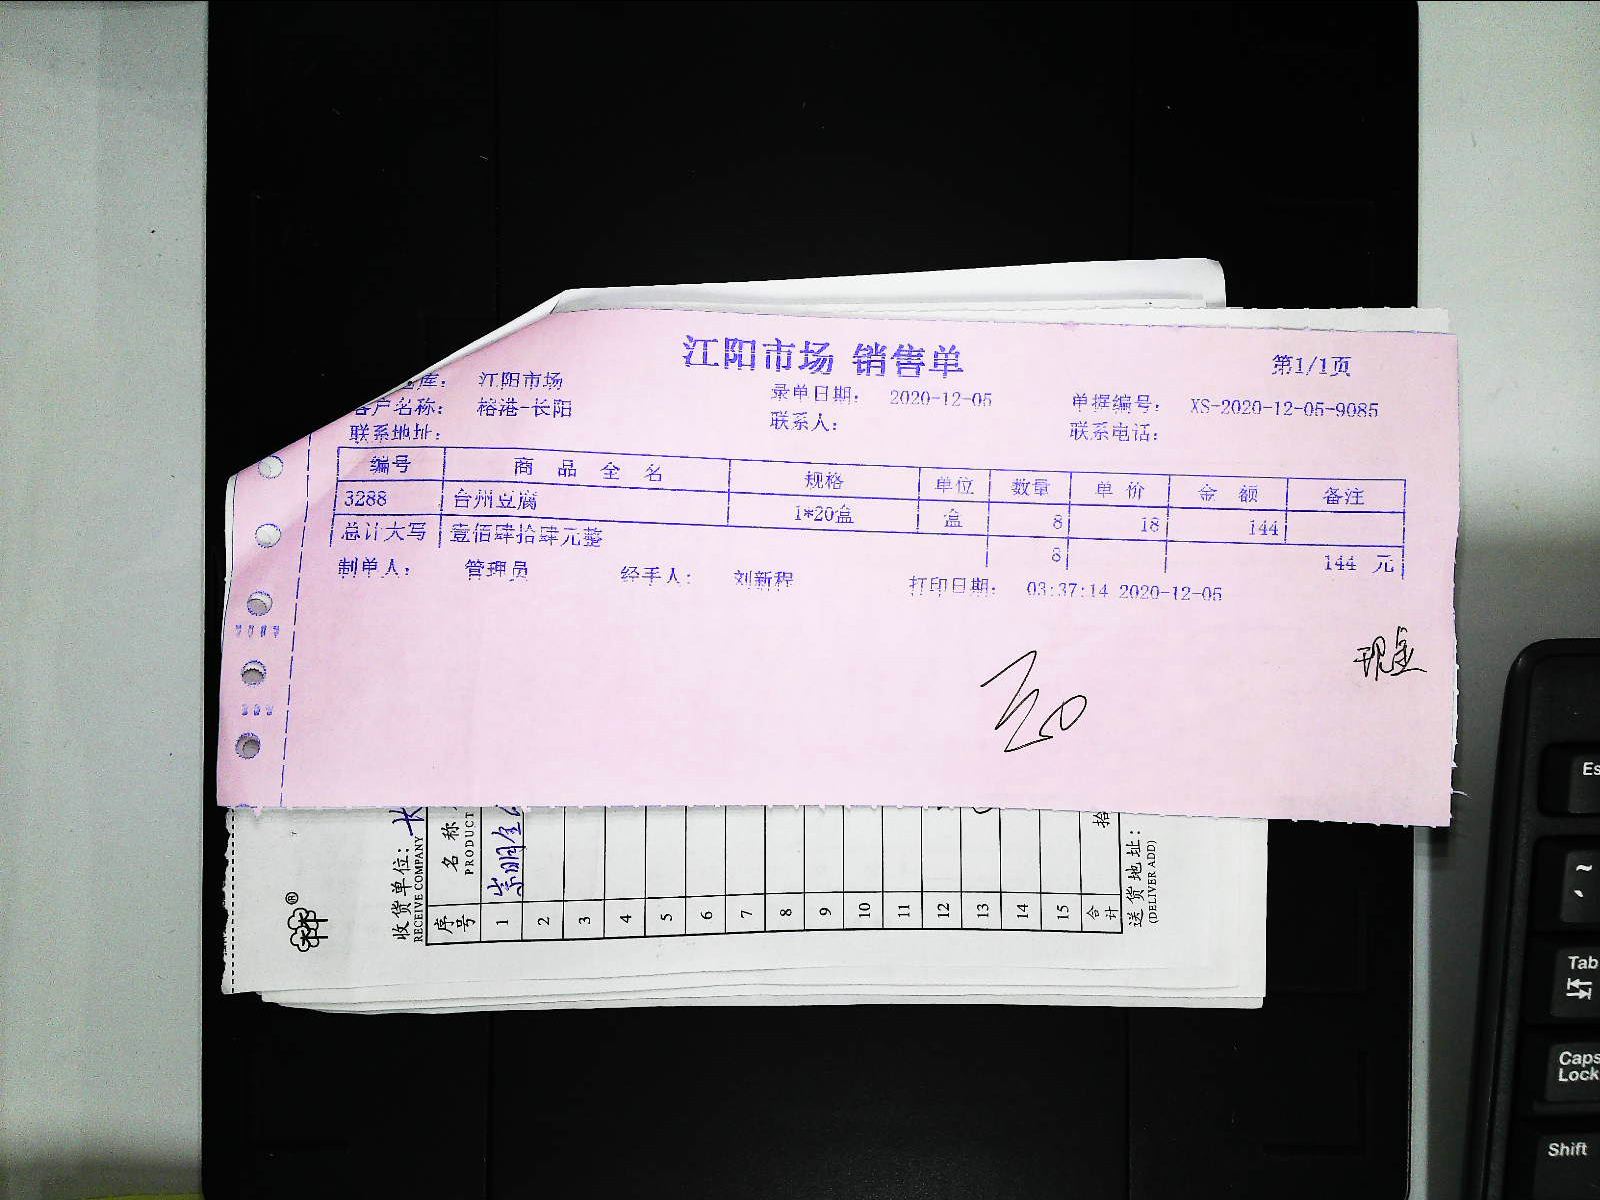 江阳市场 销售单
第1/1页
库： 江阳市场 录单日期： 2020-12-05 单据编号： XS-2020-12-05-9085
客户名称： 榕港-长阳 联系人： 联系电话：
联系地址：
编号 商品全名 规格 单位 数量 单价 金额 备注
3288 台州豆腐 1*20盒 盒 8 18 144
总计大写 壹佰肆拾肆元整 8 144 元
制单人： 管理员 经手人： 刘新程 打印日期： 03:37:14 2020-12-05
现金
收货单位： 长
RECEIVE COMPANY
序号 名称
PRODUCT
1 崇明
2
3
4
5
6
7
8
9
10
11
12
13
14
15
合计 拾
送货地址：
(DELIVER ADD)
®
Es
~
Tab
Caps
Lock
Shift